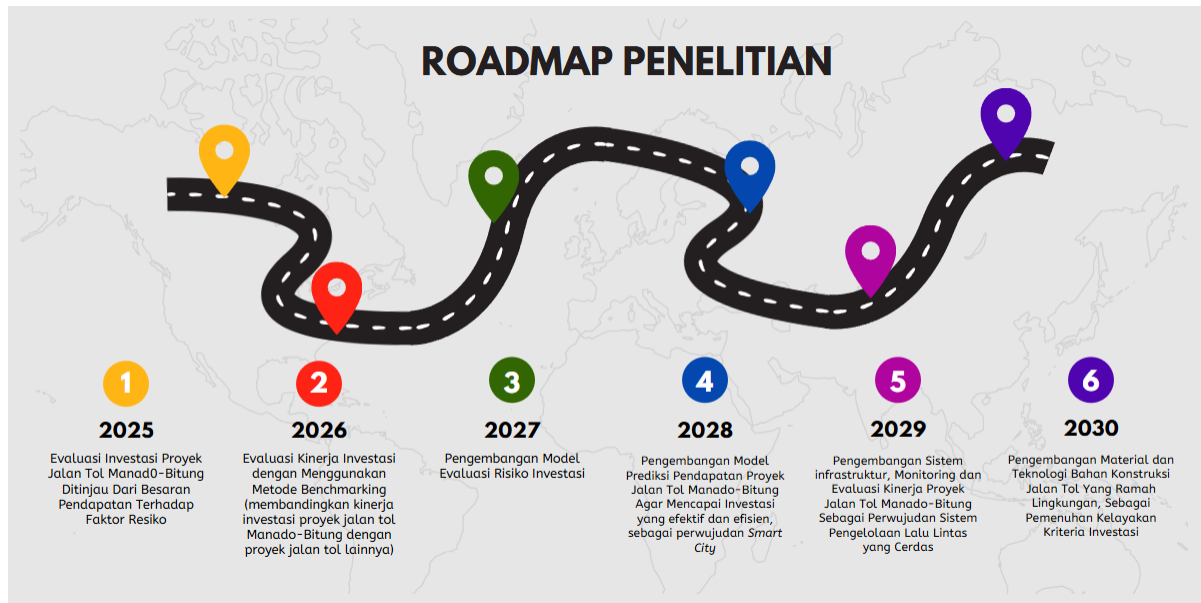 ROADMAP PENELITIAN
1
2025
Evaluasi Investasi Proyek
Jalan Tol Manad0-Bitung
Ditinjau Dari Besaran
Pendapatan Terhadap
Faktor Resiko
2
2026
Evaluasi Kinerja Investasi
dengan Menggunakan
Metode Benchmarking
(membandingkan kinerja
investasi proyek jalan tol
Manado-Bitung dengan
proyek jalan tol lainnya)
3
2027
Pengembangan Model
Evaluasi Risiko Investasi
4
2028
Pengembangan Model
Prediksi Pendapatan Proyek
Jalan Tol Manado-Bitung
Agar Mencapai Investasi
yang efektif dan efisien,
sebagai perwujudan Smart
City
5
2029
Pengembangan Sistem
infrastruktur, Monitoring dan
Evaluasi Kinerja Proyek
Jalan Tol Manado-Bitung
Sebagai Perwujudan Sistem
Pengelolaan Lalu Lintas
yang Cerdas
6
2030
Pengembangan Material dan
Teknologi Bahan Konstruksi
Jalan Tol Yang Ramah
Lingkungan, Sebagai
Pemenuhan Kelayakan
Kriteria Investasi